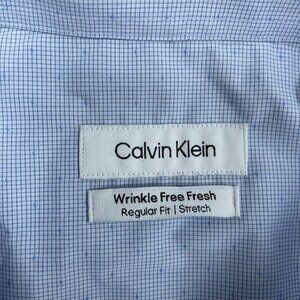 Calvin Klein
Wrinkle Free Fresh
Regular Fit | Stretch